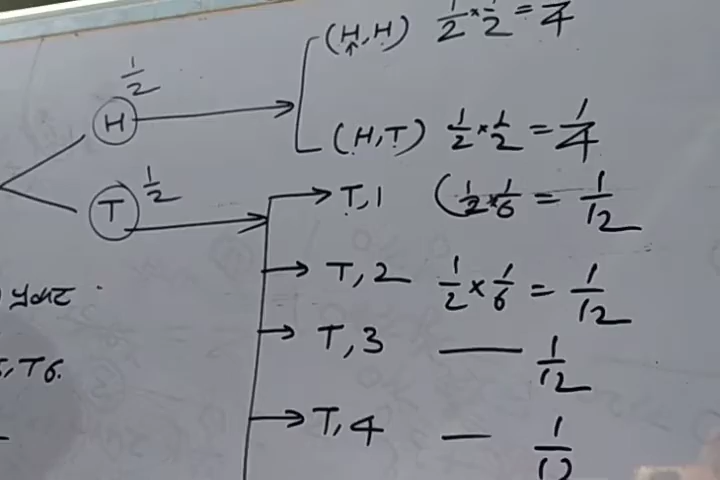 (H,H) 1/2 × 1/2 = 1/4
1/2
H
(H,T) 1/2 × 1/2 = 1/4
1/2
T
T,1 (1/2 × 1/6 = 1/12
T,2 1/2 × 1/6 = 1/12
T,3 — 1/12
,T6.
T,4 — 1/12